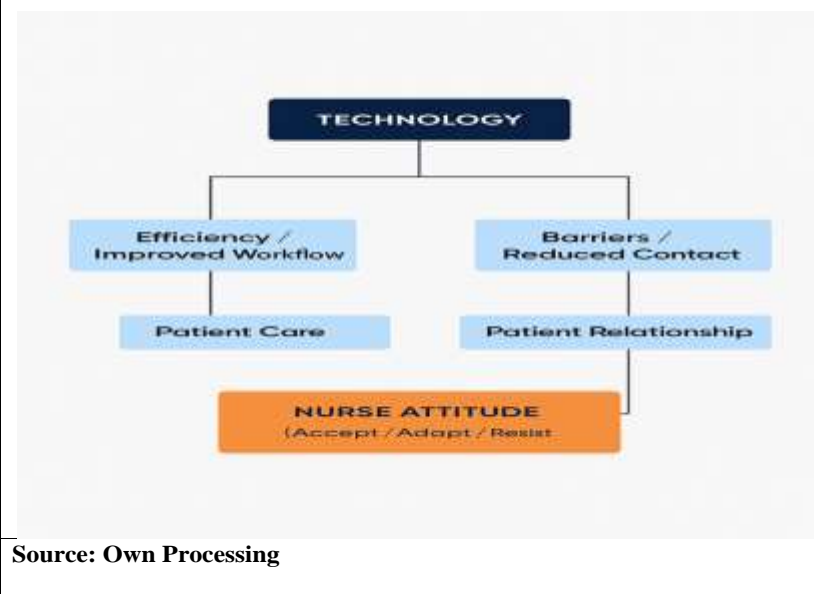 TECHNOLOGY
Efficiency /
Improved Workflow
Barriers /
Reduced Contact
Patient Care
Patient Relationship
NURSE ATTITUDE
(Accept / Adapt / Resist
Source: Own Processing